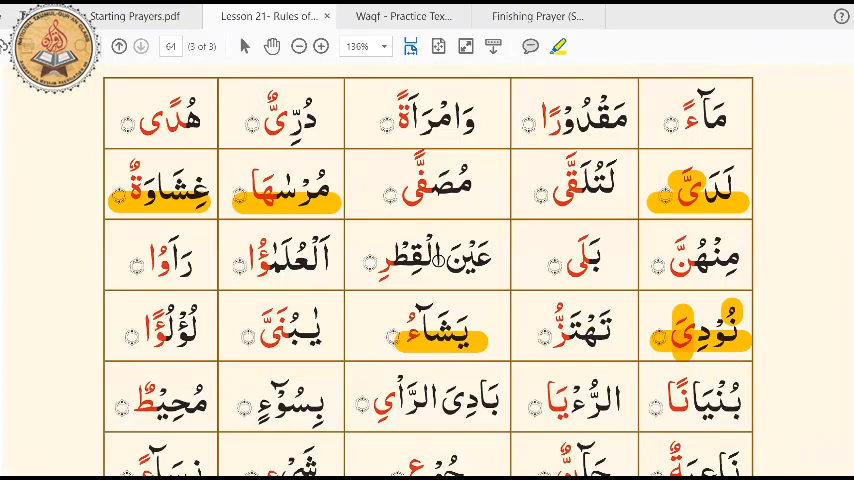 Starting Prayers.pdf
Lesson 21- Rules of...
Waqf - Practice Tex...
Finishing Prayer (S...
64 (3 of 3) 136%
مَآءً مَقْدُوْرًا وَامْرَاَةً دُرِّيٌّ هُدًى
لَدَىَّ لَتُلَقَّى مُصَفًّى مُرْسٰىهَا غِشَاوَةٌ
مِنْهُنَّ بَلَى عَيْنَ الْقِطْرِ اَلْعُلَمٰٓؤُا رَاَوُا
نُوْدِىَ تَهْتَزُّ يَشَآءُ يٰبُنَىَّ لُؤْلُؤًا
بُنْيَانًا الرُّءْيَا بَادِىَ الرَّاْىِ بِسُوْٓءٍ مُحِيْطٌ